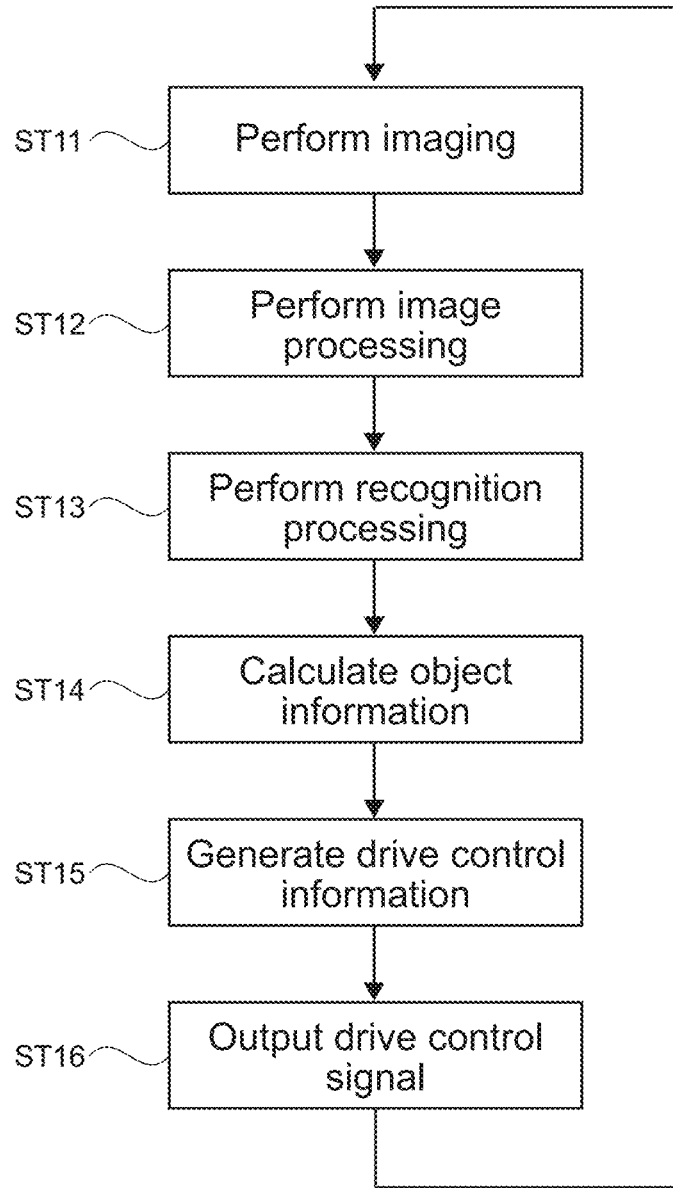 ST11
Perform imaging
ST12
Perform image
processing
ST13
Perform recognition
processing
ST14
Calculate object
information
ST15
Generate drive control
information
ST16
Output drive control
signal